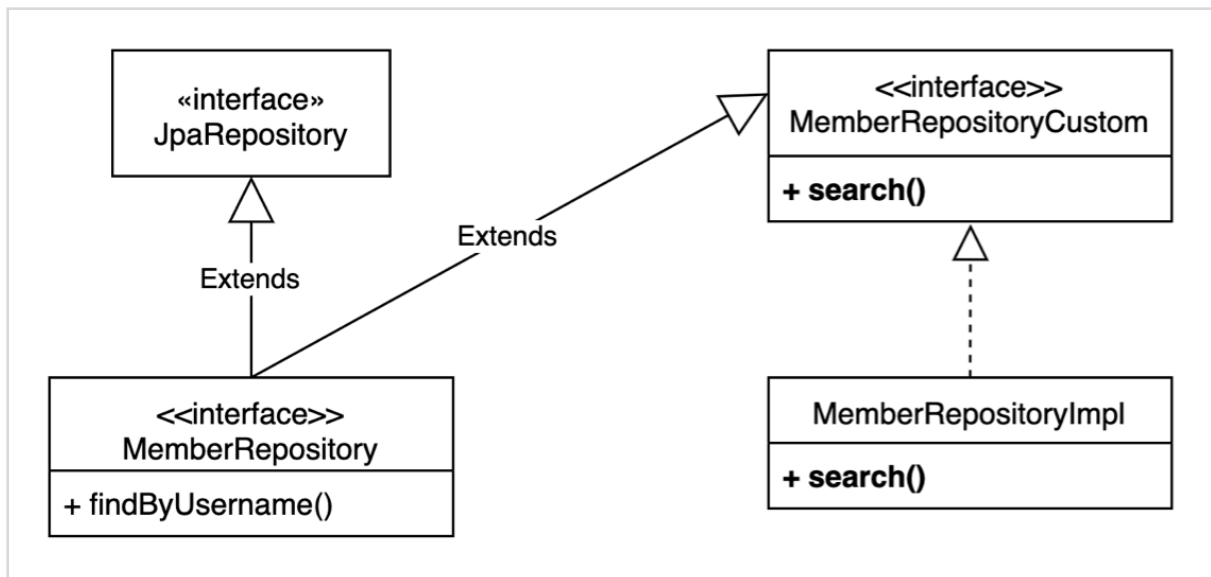 «interface»
JpaRepository
<<interface>>
MemberRepositoryCustom
+ search()
Extends
Extends
<<interface>>
MemberRepository
+ findByUsername()
MemberRepositoryImpl
+ search()